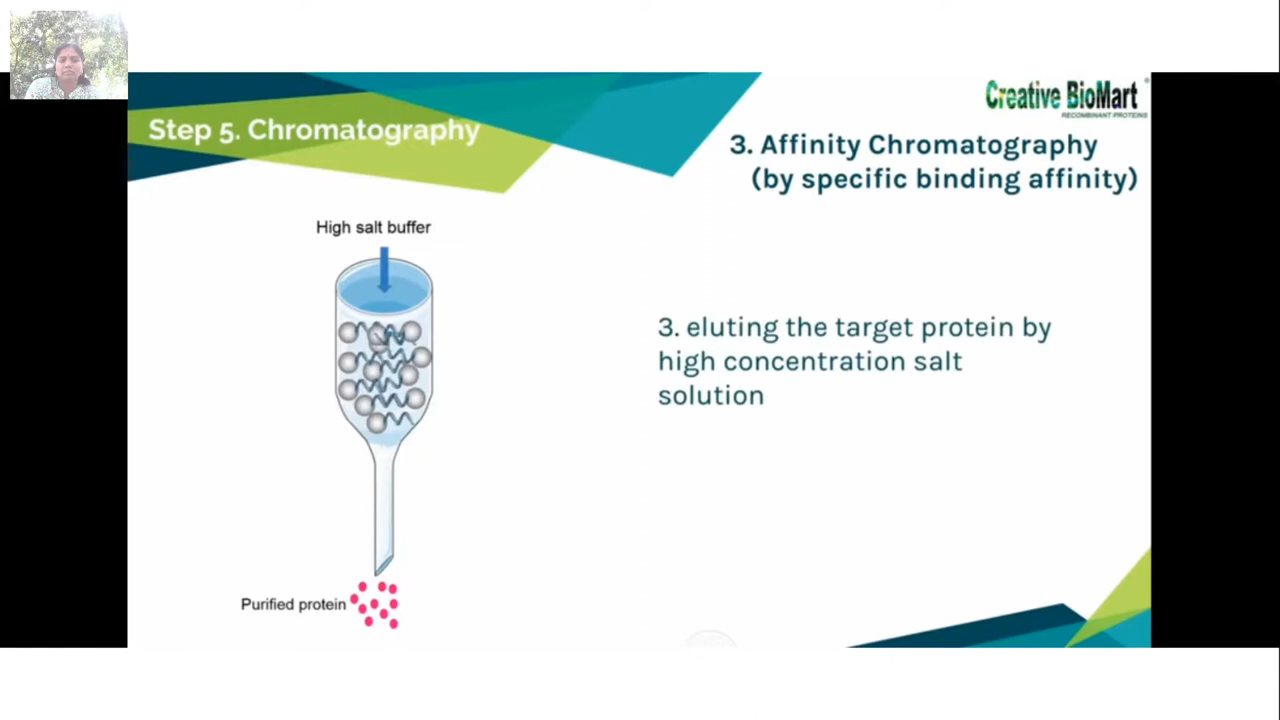 Creative BioMart
RECOMBINANT PROTEINS
Step 5. Chromatography
3. Affinity Chromatography
(by specific binding affinity)
High salt buffer
3. eluting the target protein by
high concentration salt
solution
Purified protein